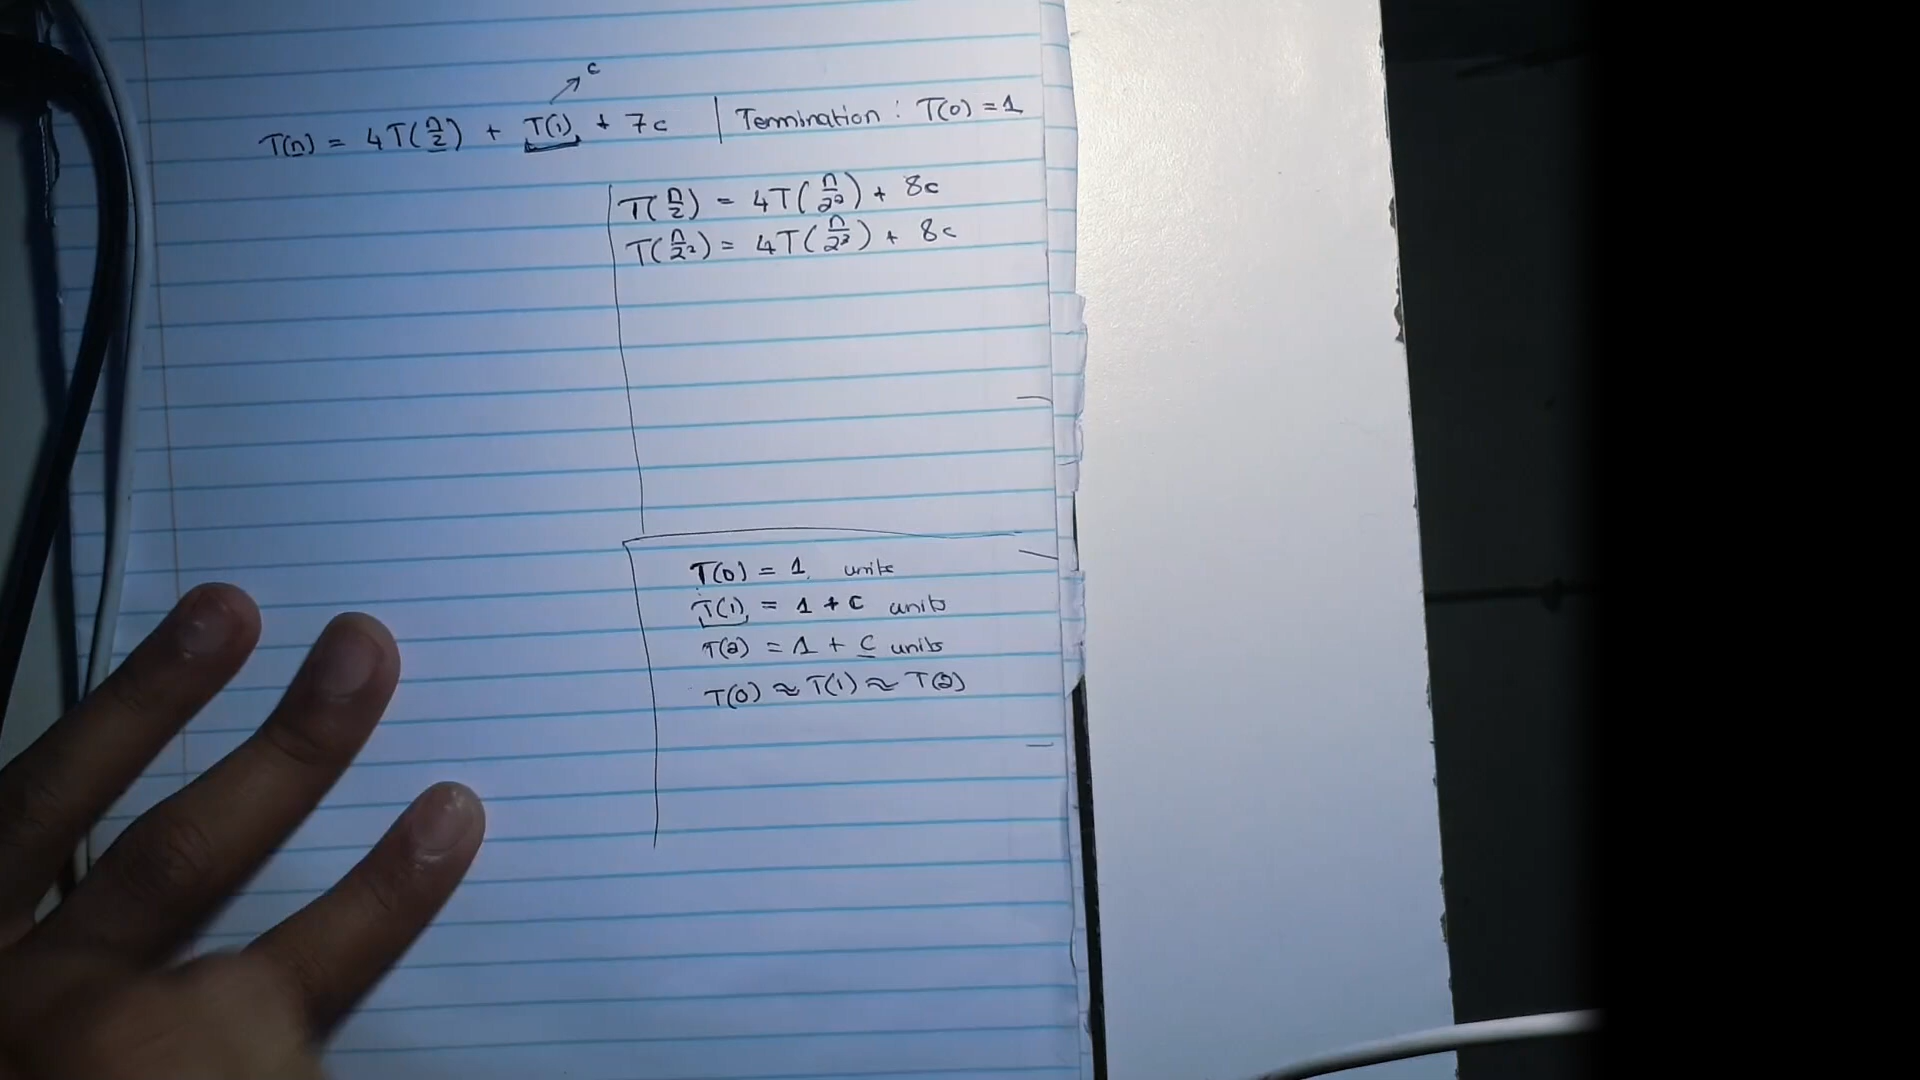 c
T(n) = 4T(n/2) + T(1) + 7c | Termination : T(0) = 1
T(n/2) = 4T(n/2²) + 8c
T(n/2²) = 4T(n/2³) + 8c
T(0) = 1 units
T(1) = 1 + c units
T(2) = 1 + c units
T(0) ≈ T(1) ≈ T(2)